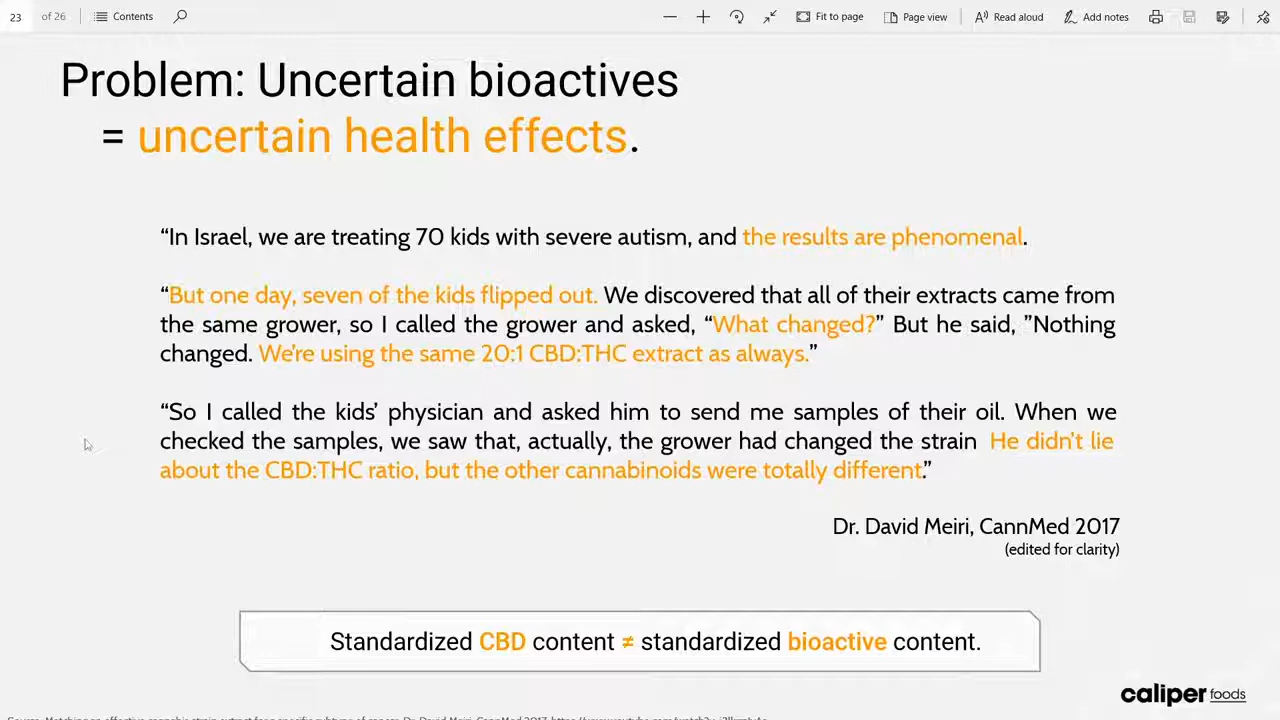 23 of 26 Contents Fit to page Page view Read aloud Add notes
Problem: Uncertain bioactives
= uncertain health effects.
“In Israel, we are treating 70 kids with severe autism, and the results are phenomenal.
“But one day, seven of the kids flipped out. We discovered that all of their extracts came from
the same grower, so I called the grower and asked, “What changed?” But he said, ”Nothing
changed. We’re using the same 20:1 CBD:THC extract as always.”
“So I called the kids’ physician and asked him to send me samples of their oil. When we
checked the samples, we saw that, actually, the grower had changed the strain He didn’t lie
about the CBD:THC ratio, but the other cannabinoids were totally different.”
Dr. David Meiri, CannMed 2017
(edited for clarity)
Standardized CBD content ≠ standardized bioactive content.
caliper foods